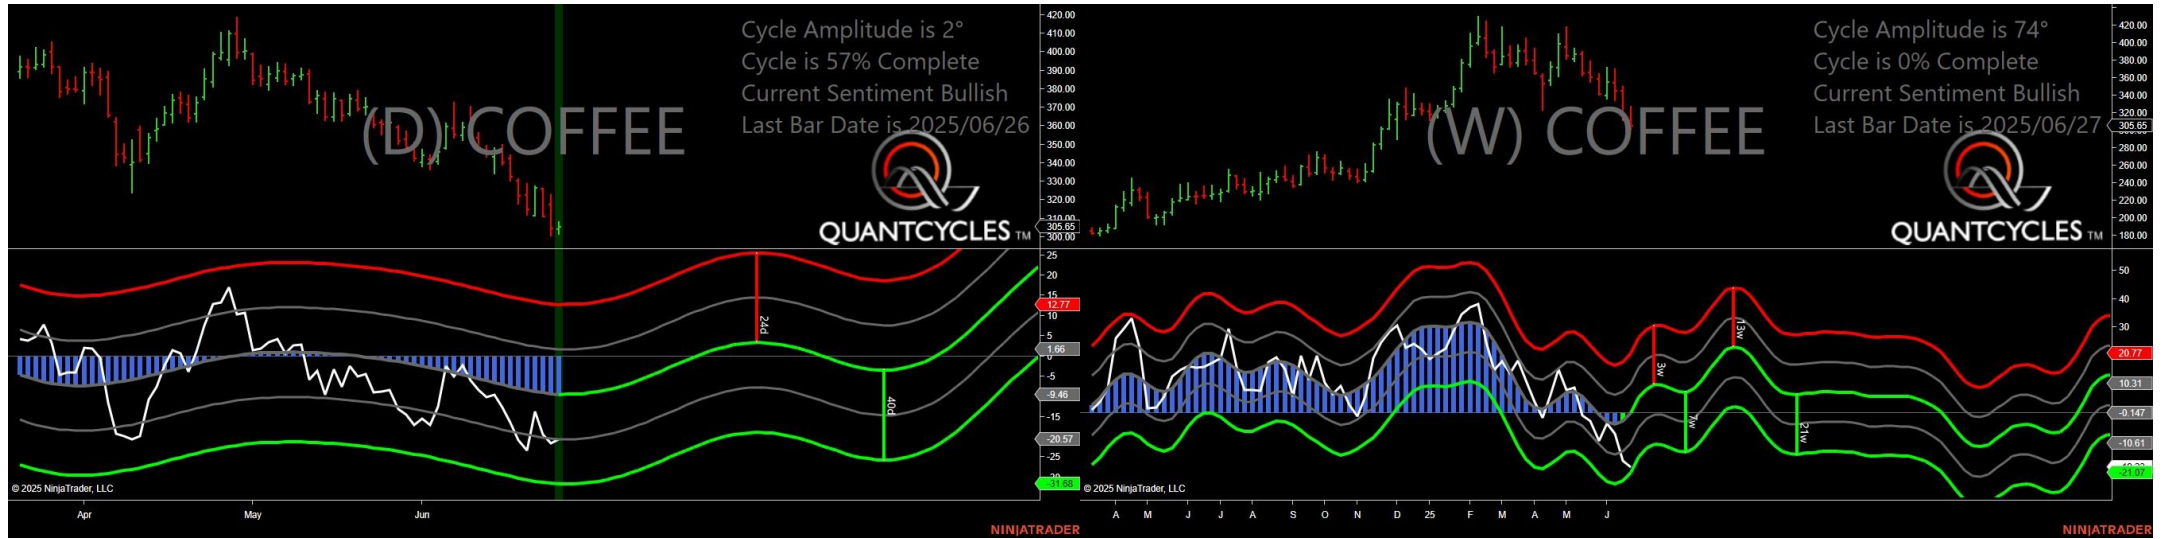 Cycle Amplitude is 2°
Cycle is 57% Complete
Current Sentiment Bullish
Last Bar Date is 2025/06/26
(D) COFFEE
QUANTCYCLES TM
420.00
410.00
400.00
390.00
380.00
370.00
360.00
350.00
340.00
330.00
320.00
310.00
305.65
300.00
25
20
15
12.77
10
5
1.66
-5
-9.46
-15
-20.57
-25
-31.68
24d
40d
© 2025 NinjaTrader, LLC
Apr May Jun
NINJATRADER
Cycle Amplitude is 74°
Cycle is 0% Complete
Current Sentiment Bullish
Last Bar Date is 2025/06/27
(W) COFFEE
QUANTCYCLES TM
420.00
400.00
380.00
360.00
340.00
320.00
305.65
280.00
260.00
240.00
220.00
200.00
180.00
50
40
30
20.77
10.31
-0.147
-10.61
-21.07
3w
7w
13w
21w
© 2025 NinjaTrader, LLC
A M J J A S O N D 25 F M A M J
NINJATRADER